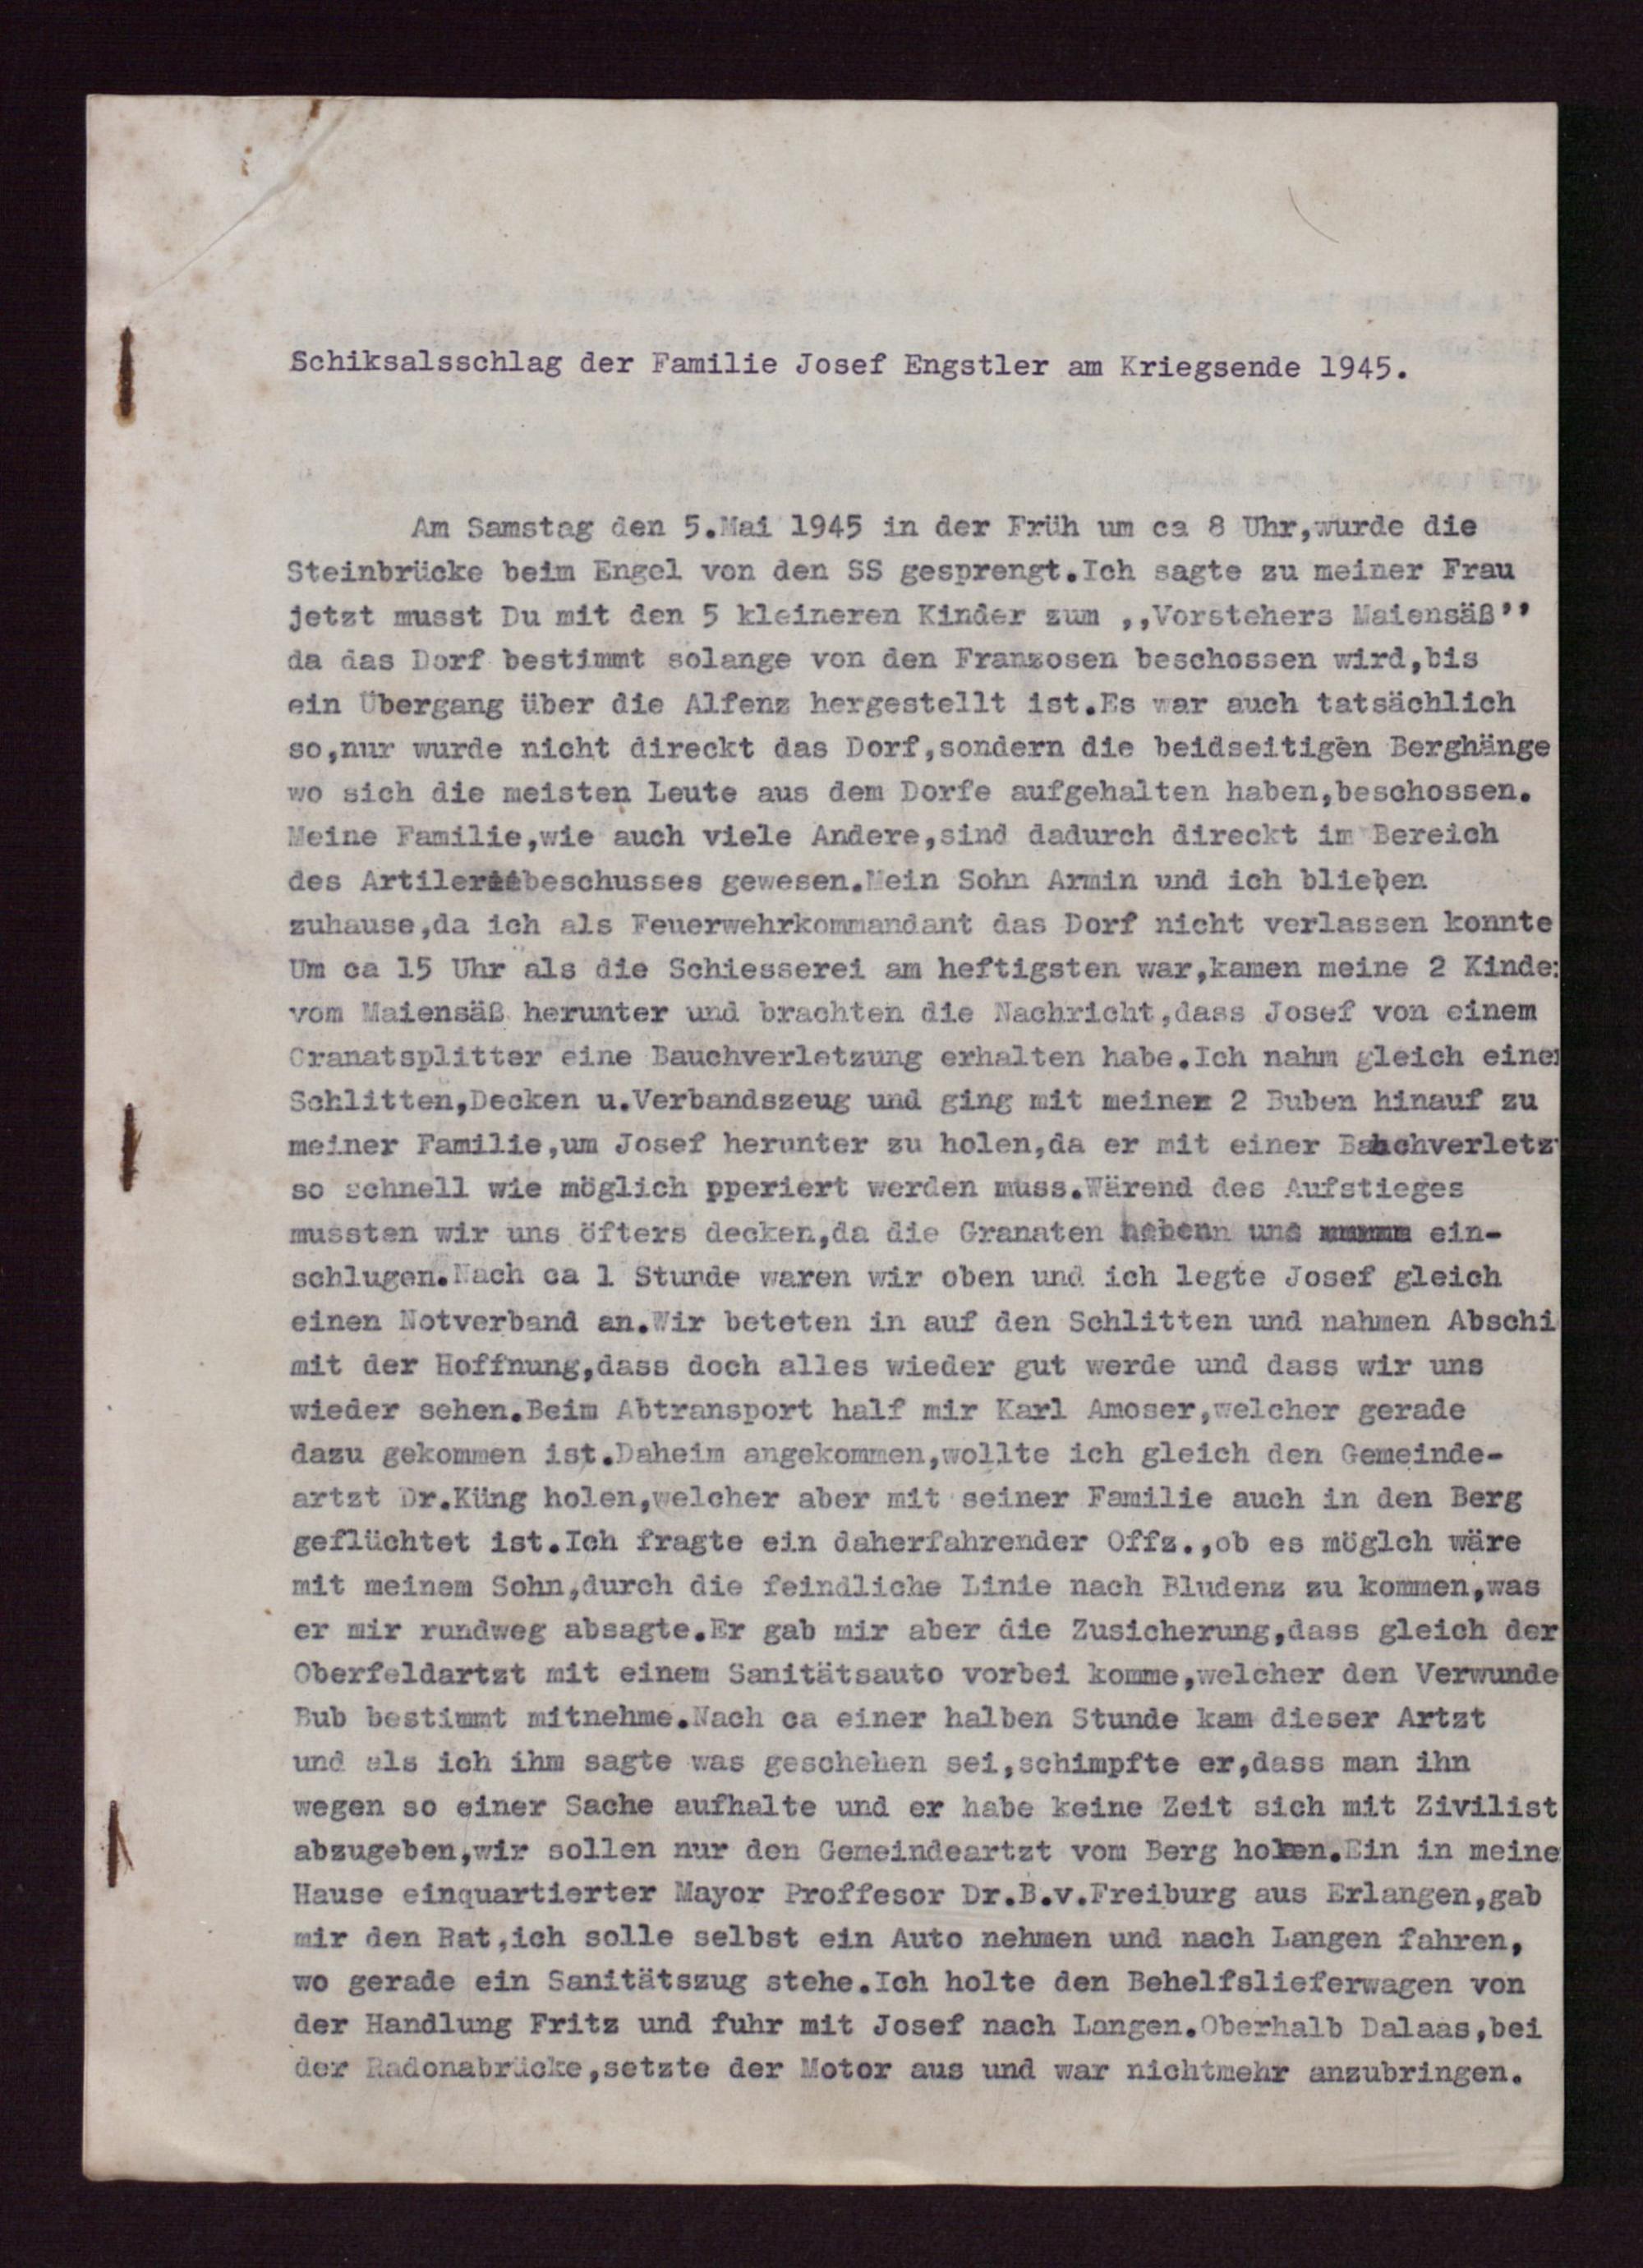 Schiksalsschlag der Familie Josef Engstler am Kriegsende 1945.
Am Samstag den 5.Mai 1945 in der Früh um ca 8 Uhr,wurde die
Steinbrücke beim Engel von den SS gesprengt.Ich sagte zu meiner Frau
jetzt musst Du mit den 5 kleineren Kinder zum ,,Vorstehers Maiensäß’’
da das Dorf bestimmt solange von den Franzosen beschossen wird,bis
ein Übergang über die Alfenz hergestellt ist.Es war auch tatsächlich
so,nur wurde nicht direckt das Dorf,sondern die beidseitigen Berghänge
wo sich die meisten Leute aus dem Dorfe aufgehalten haben,beschossen.
Meine Familie,wie auch viele Andere,sind dadurch direckt im Bereich
des Artileriebeschusses gewesen.Mein Sohn Armin und ich blieben
zuhause,da ich als Feuerwehrkommandant das Dorf nicht verlassen konnte
Um ca 15 Uhr als die Schiesserei am heftigsten war,kamen meine 2 Kinder
vom Maiensäß herunter und brachten die Nachricht,dass Josef von einem
Granatsplitter eine Bauchverletzung erhalten habe.Ich nahm gleich einen
Schlitten,Decken u.Verbandszeug und ging mit meinen 2 Buben hinauf zu
meiner Familie,um Josef herunter zu holen,da er mit einer Bauchverletz
so schnell wie möglich pperiert werden muss.Wärend des Aufstieges
mussten wir uns öfters decken,da die Granaten nebenn uns ein-
schlugen.Nach ca 1 Stunde waren wir oben und ich legte Josef gleich
einen Notverband an.Wir beteten in auf den Schlitten und nahmen Abschi
mit der Hoffnung,dass doch alles wieder gut werde und dass wir uns
wieder sehen.Beim Abtransport half mir Karl Amoser,welcher gerade
dazu gekommen ist.Daheim angekommen,wollte ich gleich den Gemeinde-
artzt Dr.Küng holen,welcher aber mit seiner Familie auch in den Berg
geflüchtet ist.Ich fragte ein daherfahrender Offz.,ob es möglch wäre
mit meinem Sohn,durch die feindliche Linie nach Bludenz zu kommen,was
er mir rundweg absagte.Er gab mir aber die Zusicherung,dass gleich der
Oberfeldartzt mit einem Sanitätsauto vorbei komme,welcher den Verwunde
Bub bestimmt mitnehme.Nach ca einer halben Stunde kam dieser Artzt
und als ich ihm sagte was geschehen sei,schimpfte er,dass man ihn
wegen so einer Sache aufhalte und er habe keine Zeit sich mit Zivilist
abzugeben,wir sollen nur den Gemeindeartzt vom Berg holen.Ein in meine
Hause einquartierter Mayor Proffesor Dr.B.v.Freiburg aus Erlangen,gab
mir den Rat,ich solle selbst ein Auto nehmen und nach Langen fahren,
wo gerade ein Sanitätszug stehe.Ich holte den Behelfslieferwagen von
der Handlung Fritz und fuhr mit Josef nach Langen.Oberhalb Dalaas,bei
der Radonabrücke,setzte der Motor aus und war nichtmehr anzubringen.